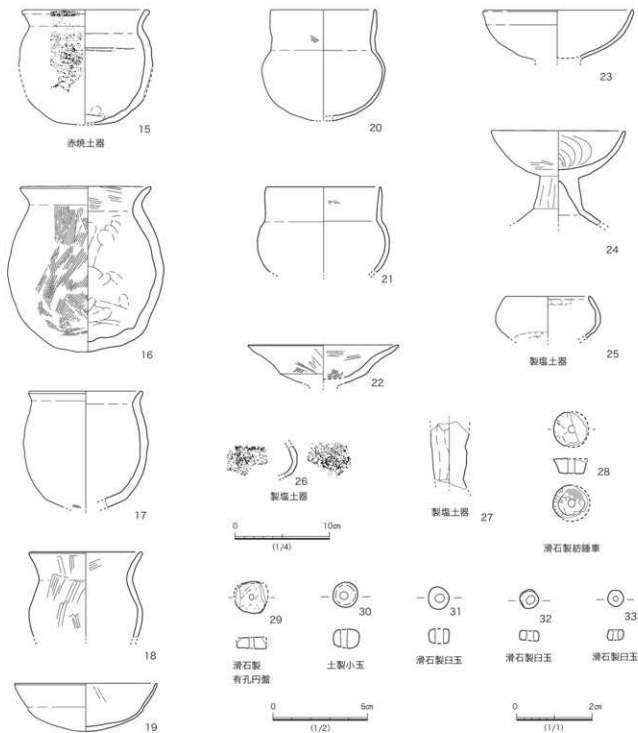 15
赤焼土器
20
23
16
21
24
22
25
製塩土器
17
26
製塩土器
0 10㎝
(1/4)
製塩土器
27
28
滑石製紡錘車
18
19
29
滑石製
有孔円盤
30
土製小玉
31
滑石製臼玉
32
滑石製臼玉
33
滑石製臼玉
0 5㎝
(1/2)
0 2㎝
(1/1)